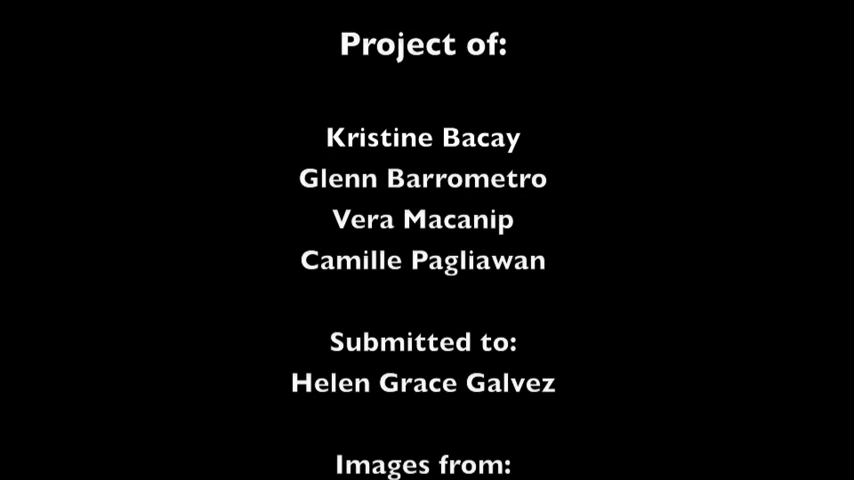 Project of:
Kristine Bacay
Glenn Barrometro
Vera Macanip
Camille Pagliawan
Submitted to:
Helen Grace Galvez
Images from: